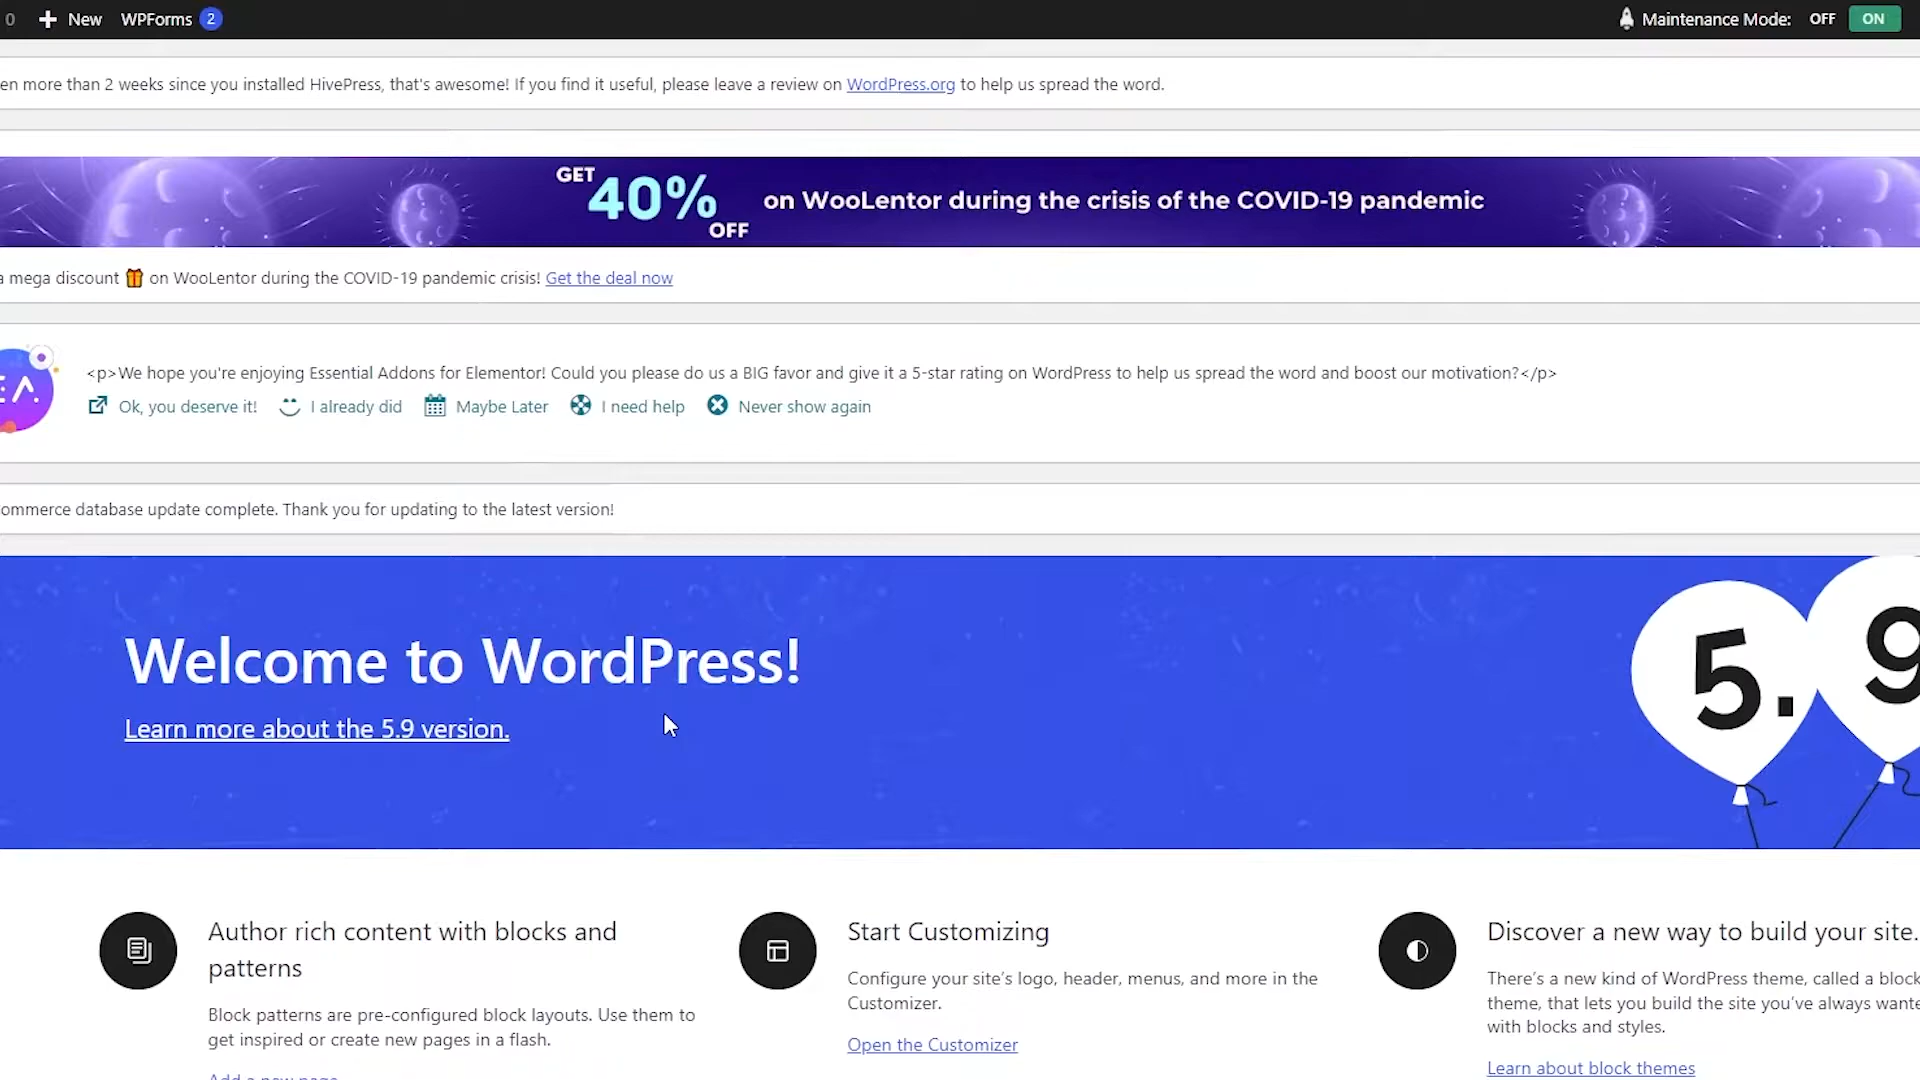 0 New WPForms 2 Maintenance Mode: OFF ON
en more than 2 weeks since you installed HivePress, that's awesome! If you find it useful, please leave a review on WordPress.org to help us spread the word.
GET 40% OFF on WooLentor during the crisis of the COVID-19 pandemic
a mega discount 🎁 on WooLentor during the COVID-19 pandemic crisis! Get the deal now
EA
<p>We hope you're enjoying Essential Addons for Elementor! Could you please do us a BIG favor and give it a 5-star rating on WordPress to help us spread the word and boost our motivation?</p>
Ok, you deserve it! I already did Maybe Later I need help Never show again
ommerce database update complete. Thank you for updating to the latest version!
Welcome to WordPress!
Learn more about the 5.9 version.
5.9
Author rich content with blocks and
patterns
Block patterns are pre-configured block layouts. Use them to
get inspired or create new pages in a flash.
Add a new page
Start Customizing
Configure your site's logo, header, menus, and more in the
Customizer.
Open the Customizer
Discover a new way to build your site.
There's a new kind of WordPress theme, called a block
theme, that lets you build the site you've always wante
with blocks and styles.
Learn about block themes